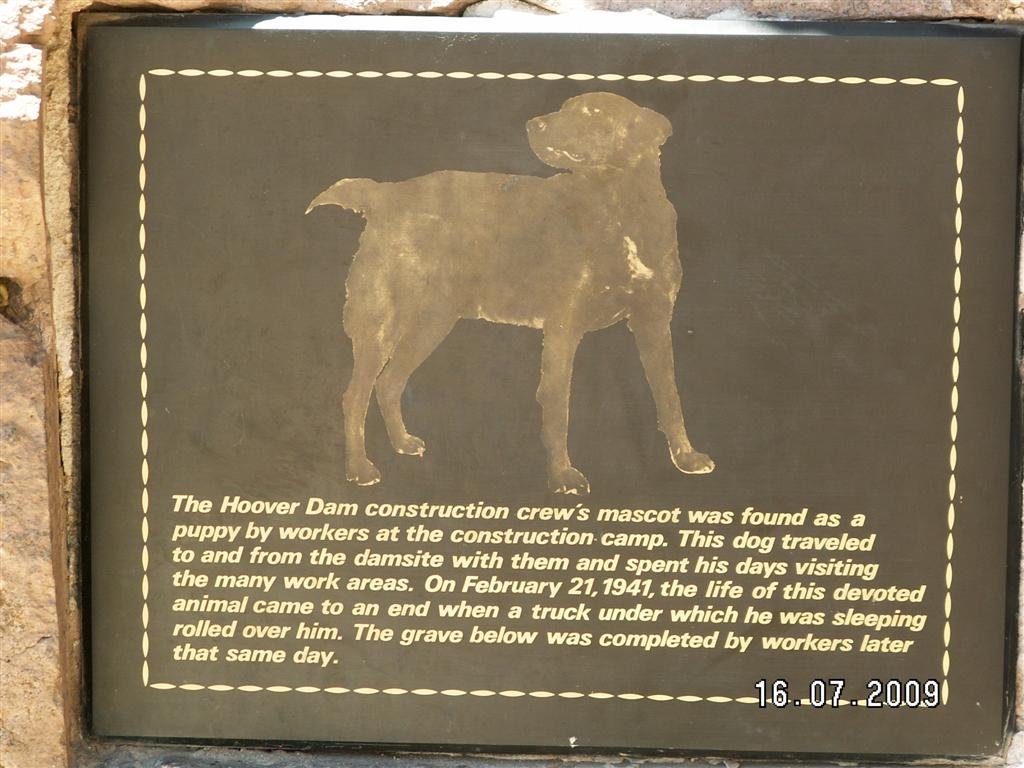 The Hoover Dam construction crew's mascot was found as a
puppy by workers at the construction camp. This dog traveled
to and from the damsite with them and spent his days visiting
the many work areas. On February 21, 1941, the life of this devoted
animal came to an end when a truck under which he was sleeping
rolled over him. The grave below was completed by workers later
that same day.
16.07.2009